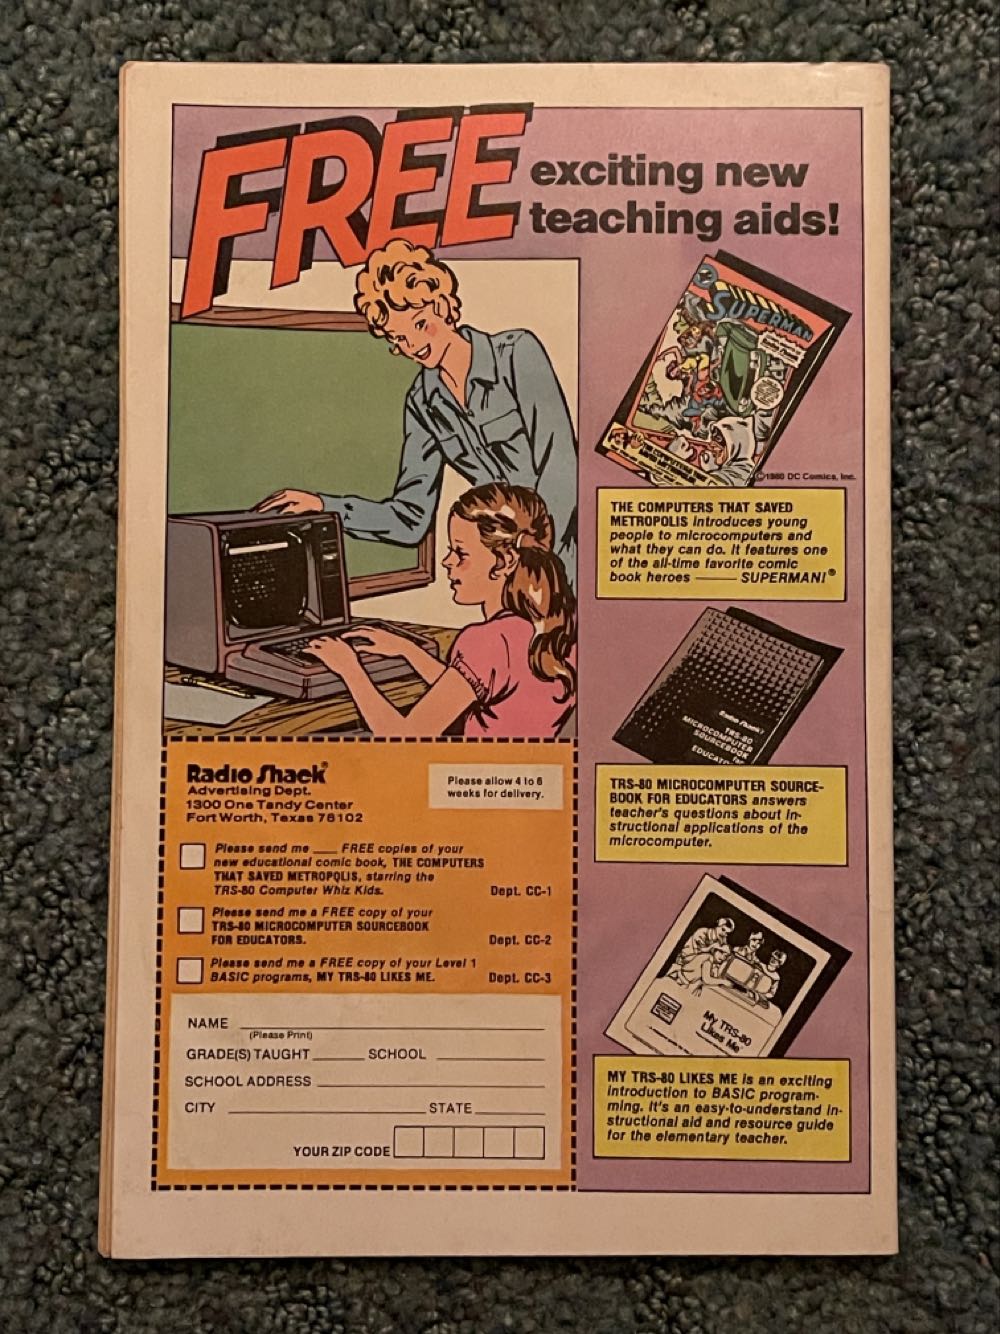 FREE
exciting new
teaching aids!
SUPERMAN
©1980 DC Comics, Inc.
THE COMPUTERS THAT SAVED
METROPOLIS introduces young
people to microcomputers and
what they can do. It features one
of the all-time favorite comic
book heroes —— SUPERMAN!®
Radio Shack
TRS-80
MICROCOMPUTER
SOURCEBOOK
for
EDUCATO
TRS-80 MICROCOMPUTER SOURCE-
BOOK FOR EDUCATORS answers
teacher's questions about in-
structional applications of the
microcomputer.
My TRS-80
Likes Me
MY TRS-80 LIKES ME is an exciting
introduction to BASIC program-
ming. It's an easy-to-understand in-
structional aid and resource guide
for the elementary teacher.
Radio Shack®
Advertising Dept.
1300 One Tandy Center
Fort Worth, Texas 76102
Please allow 4 to 6
weeks for delivery.
Please send me ___ FREE copies of your
new educational comic book, THE COMPUTERS
THAT SAVED METROPOLIS, starring the
TRS-80 Computer Whiz Kids. Dept. CC-1
Please send me a FREE copy of your
TRS-80 MICROCOMPUTER SOURCEBOOK
FOR EDUCATORS. Dept. CC-2
Please send me a FREE copy of your Level 1
BASIC programs, MY TRS-80 LIKES ME. Dept. CC-3
NAME
(Please Print)
GRADE(S) TAUGHT ______ SCHOOL
SCHOOL ADDRESS
CITY ______ STATE
YOUR ZIP CODE